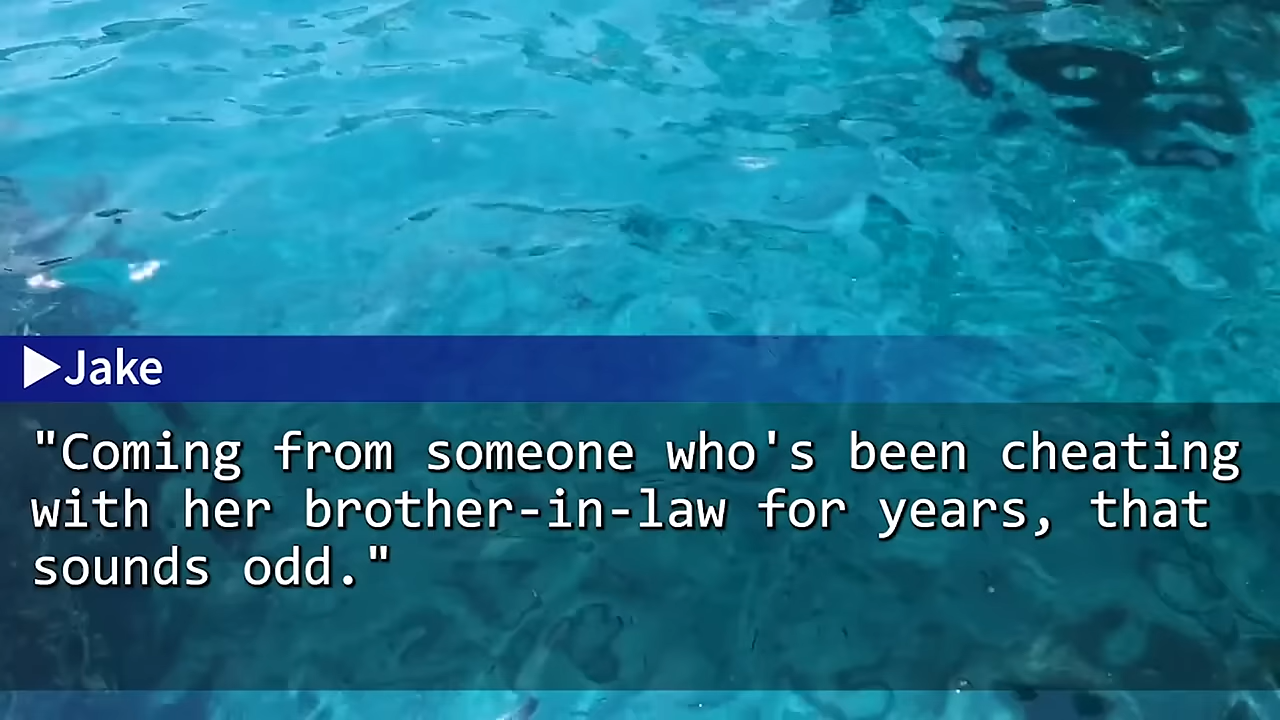 ▶Jake
"Coming from someone who's been cheating
with her brother-in-law for years, that
sounds odd."